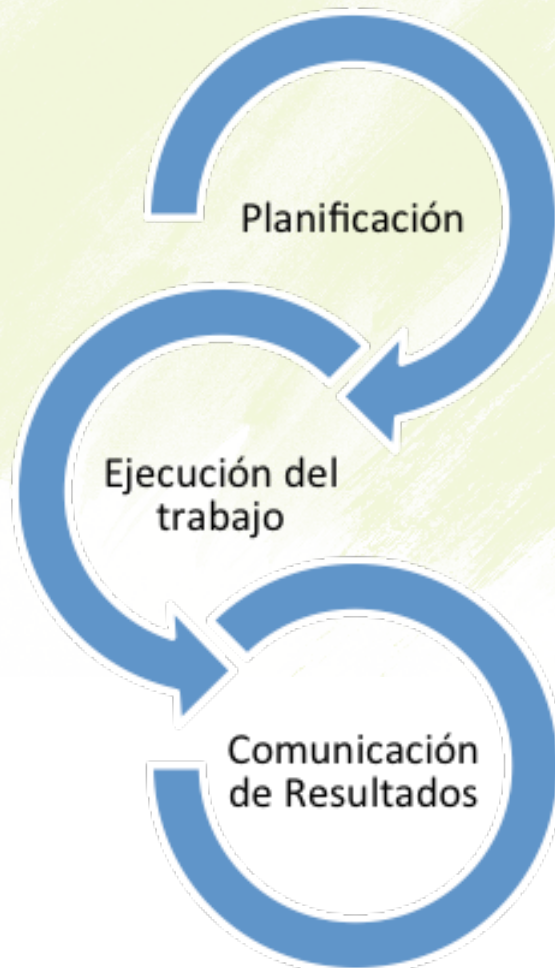 Planificación
Ejecución del
trabajo
Comunicación
de Resultados